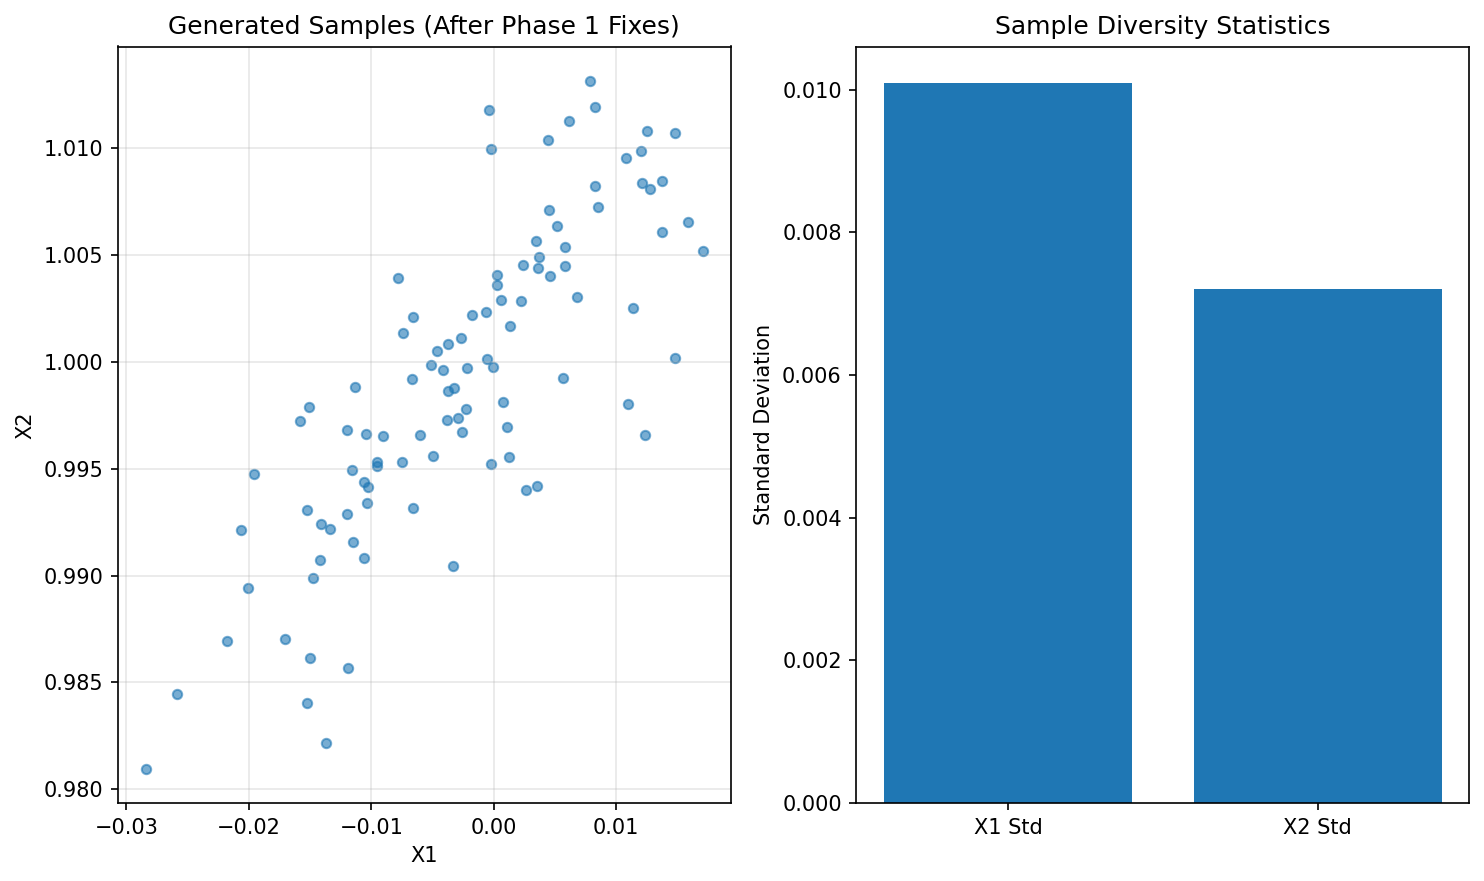 Generated Samples (After Phase 1 Fixes)
X2
1.010
1.005
1.000
0.995
0.990
0.985
0.980
−0.03 −0.02 −0.01 0.00 0.01
X1
Sample Diversity Statistics
Standard Deviation
0.010
0.008
0.006
0.004
0.002
0.000
X1 Std X2 Std